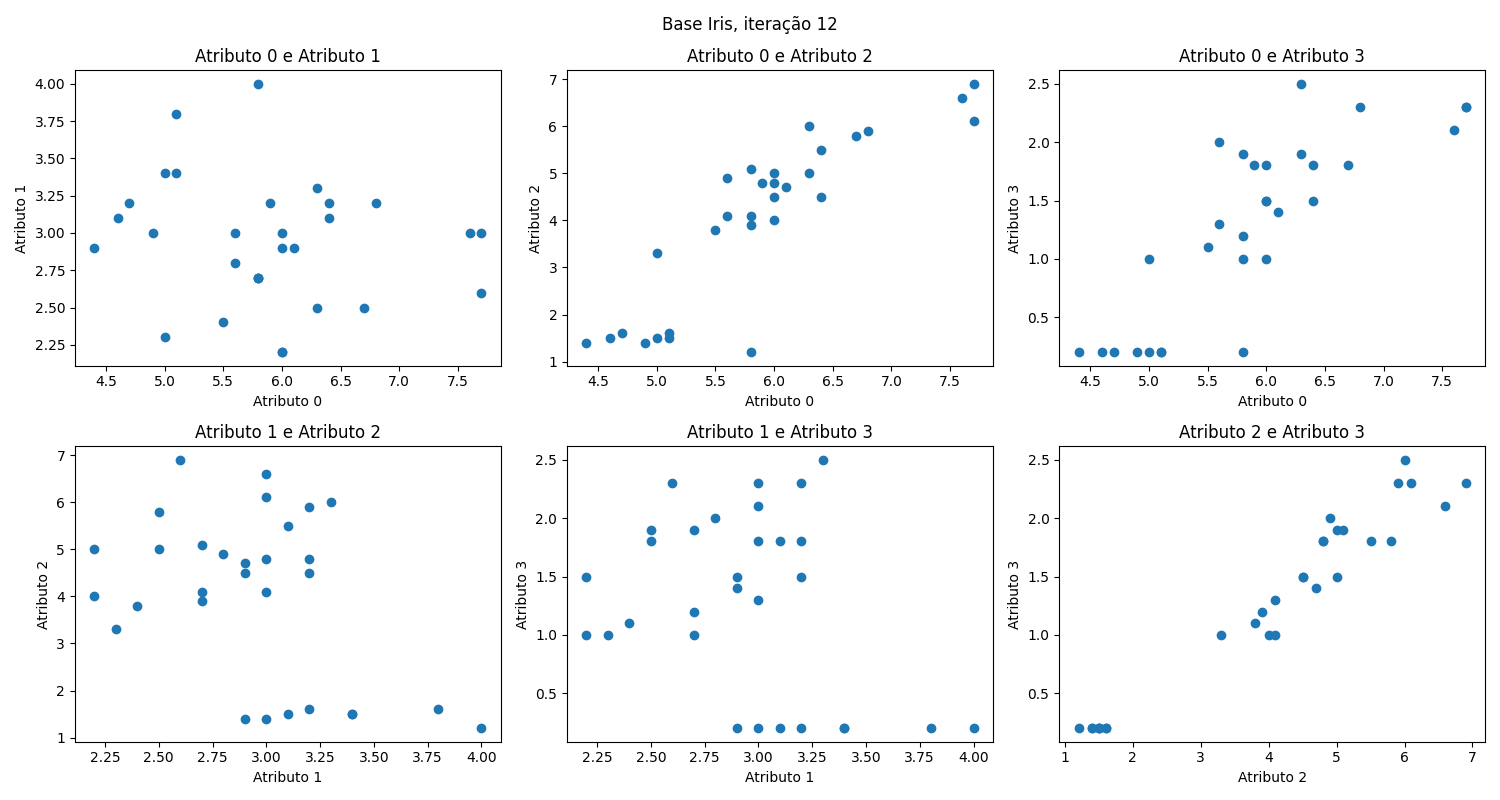 Base Iris, iteração 12
Atributo 0 e Atributo 1
4.00
3.75
3.50
3.25
3.00
2.75
2.50
2.25
Atributo 1
4.5 5.0 5.5 6.0 6.5 7.0 7.5
Atributo 0
Atributo 0 e Atributo 2
7
6
5
4
3
2
1
Atributo 2
4.5 5.0 5.5 6.0 6.5 7.0 7.5
Atributo 0
Atributo 0 e Atributo 3
2.5
2.0
1.5
1.0
0.5
Atributo 3
4.5 5.0 5.5 6.0 6.5 7.0 7.5
Atributo 0
Atributo 1 e Atributo 2
7
6
5
4
3
2
1
Atributo 2
2.25 2.50 2.75 3.00 3.25 3.50 3.75 4.00
Atributo 1
Atributo 1 e Atributo 3
2.5
2.0
1.5
1.0
0.5
Atributo 3
2.25 2.50 2.75 3.00 3.25 3.50 3.75 4.00
Atributo 1
Atributo 2 e Atributo 3
2.5
2.0
1.5
1.0
0.5
Atributo 3
1 2 3 4 5 6 7
Atributo 2